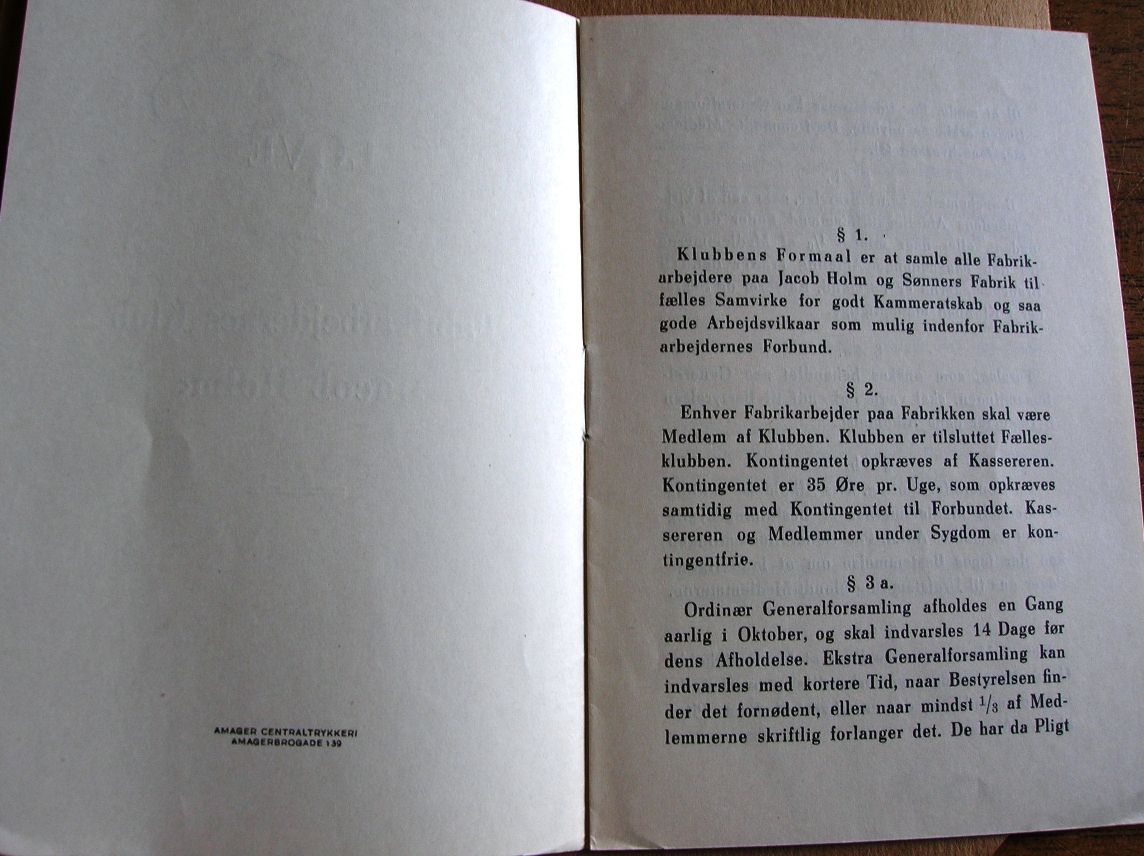 AMAGER CENTRALTRYKKERI
AMAGERBROGADE 139
§ 1.
Klubbens Formaal er at samle alle Fabrik-
arbejdere paa Jacob Holm og Sønners Fabrik til
fælles Samvirke for godt Kammeratskab og saa
gode Arbejdsvilkaar som mulig indenfor Fabrik-
arbejdernes Forbund.
§ 2.
Enhver Fabrikarbejder paa Fabrikken skal være
Medlem af Klubben. Klubben er tilsluttet Fælles-
klubben. Kontingentet opkræves af Kassereren.
Kontingentet er 35 Øre pr. Uge, som opkræves
samtidig med Kontingentet til Forbundet. Kas-
sereren og Medlemmer under Sygdom er kon-
tingentfrie.
§ 3 a.
Ordinær Generalforsamling afholdes en Gang
aarlig i Oktober, og skal indvarsles 14 Dage før
dens Afholdelse. Ekstra Generalforsamling kan
indvarsles med kortere Tid, naar Bestyrelsen fin-
der det fornødent, eller naar mindst 1/3 af Med-
lemmerne skriftlig forlanger det. De har da Pligt